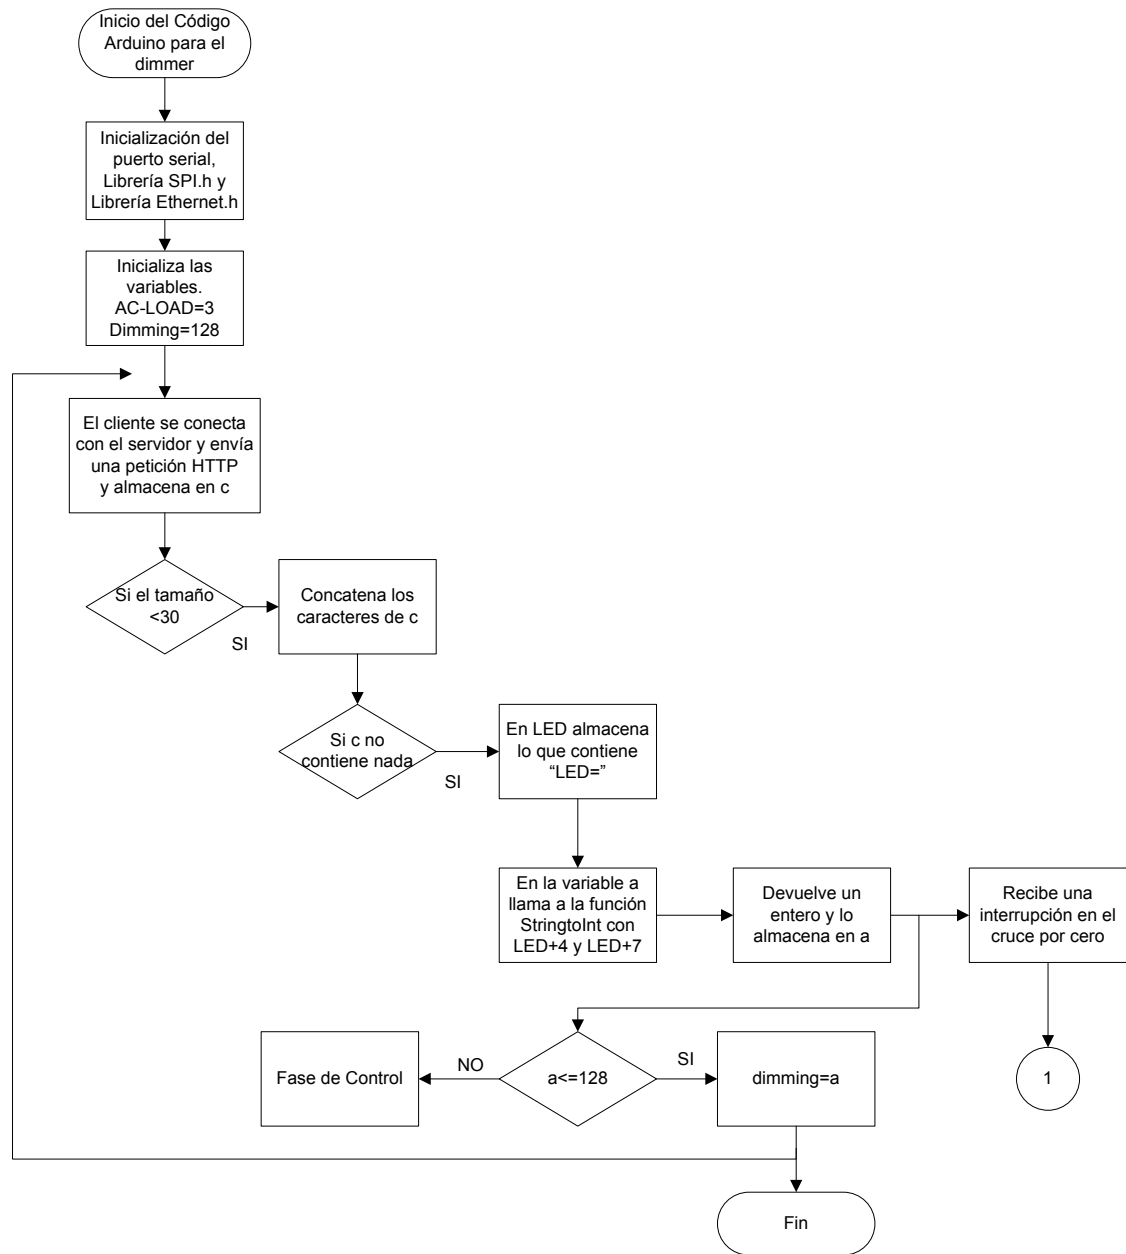 Inicio del Código
Arduino para el
dimmer
Inicialización del
puerto serial,
Librería SPI.h y
Librería Ethernet.h
Inicializa las
variables.
AC-LOAD=3
Dimming=128
El cliente se conecta
con el servidor y envía
una petición HTTP
y almacena en c
Si el tamaño
<30
SI
Concatena los
caracteres de c
Si c no
contiene nada
SI
En LED almacena
lo que contiene
“LED=”
En la variable a
llama a la función
StringtoInt con
LED+4 y LED+7
Devuelve un
entero y lo
almacena en a
Recibe una
interrupción en el
cruce por cero
Fase de Control
NO
a<=128
SI
dimming=a
1
Fin